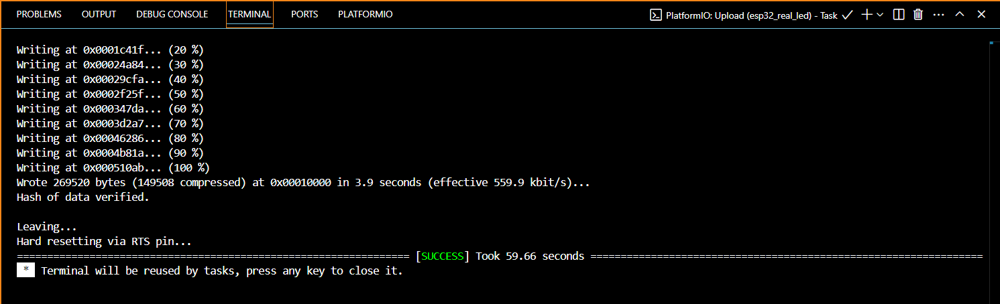 PROBLEMS OUTPUT DEBUG CONSOLE TERMINAL PORTS PLATFORMIO PlatformIO: Upload (esp32_real_led) - Task
Writing at 0x0001c41f... (20 %)
Writing at 0x00024a84... (30 %)
Writing at 0x00029cfa... (40 %)
Writing at 0x0002f25f... (50 %)
Writing at 0x000347da... (60 %)
Writing at 0x0003d2a7... (70 %)
Writing at 0x00046286... (80 %)
Writing at 0x0004b81a... (90 %)
Writing at 0x000510ab... (100 %)
Wrote 269520 bytes (149508 compressed) at 0x00010000 in 3.9 seconds (effective 559.9 kbit/s)...
Hash of data verified.
Leaving...
Hard resetting via RTS pin...
================================================================= [SUCCESS] Took 59.66 seconds =================================================================
* Terminal will be reused by tasks, press any key to close it.